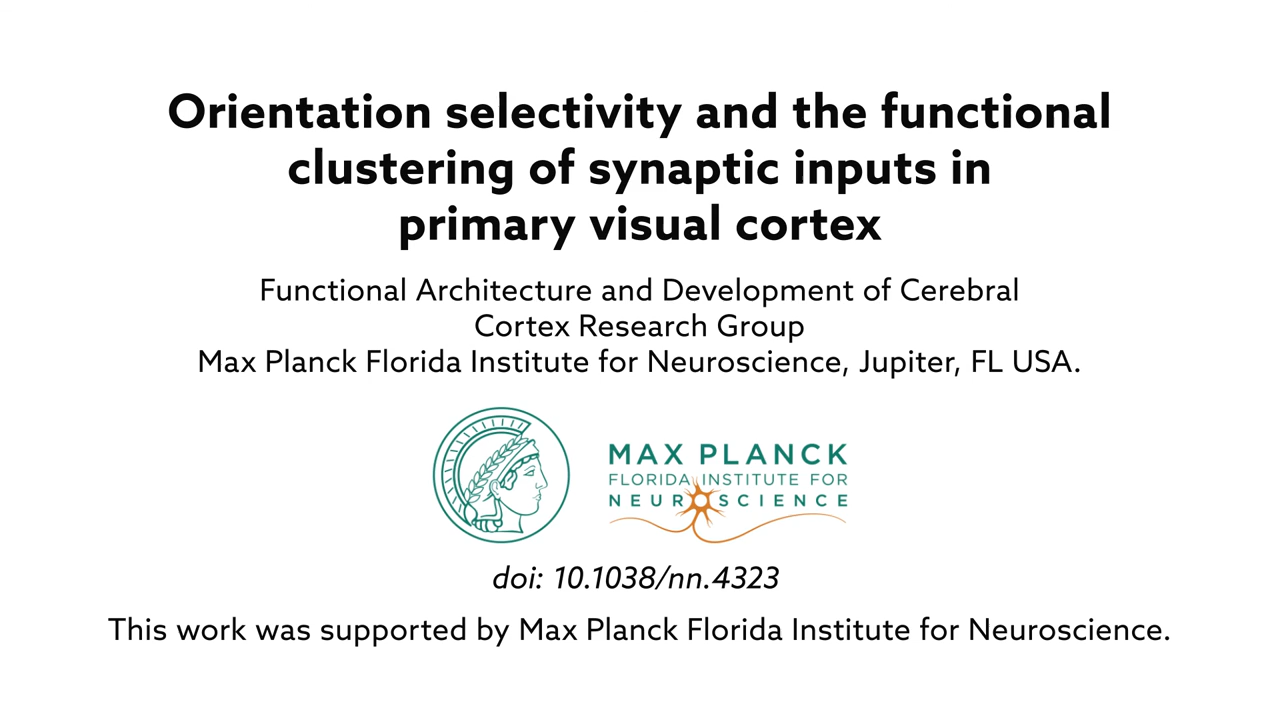 Orientation selectivity and the functional
clustering of synaptic inputs in
primary visual cortex
Functional Architecture and Development of Cerebral
Cortex Research Group
Max Planck Florida Institute for Neuroscience, Jupiter, FL USA.
MAX PLANCK
FLORIDA INSTITUTE FOR
NEUROSCIENCE
doi: 10.1038/nn.4323
This work was supported by Max Planck Florida Institute for Neuroscience.